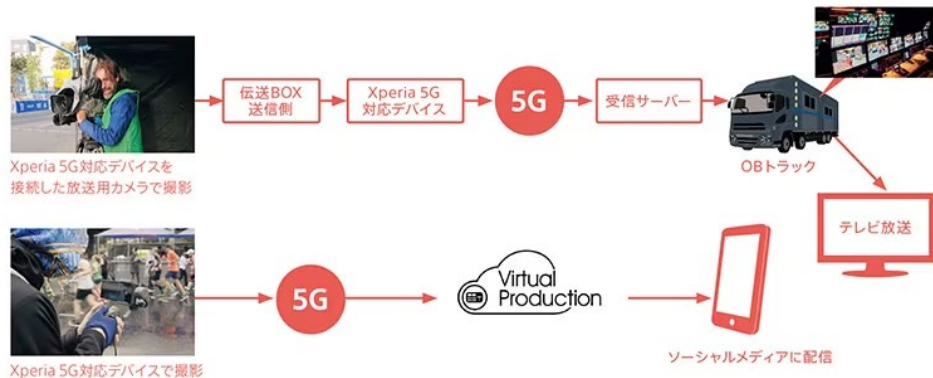 伝送BOX
送信側
Xperia 5G
対応デバイス
5G
受信サーバー
OBトラック
Xperia 5G対応デバイスを
接続した放送用カメラで撮影
テレビ放送
5G
Virtual
Production
ソーシャルメディアに配信
Xperia 5G対応デバイスで撮影